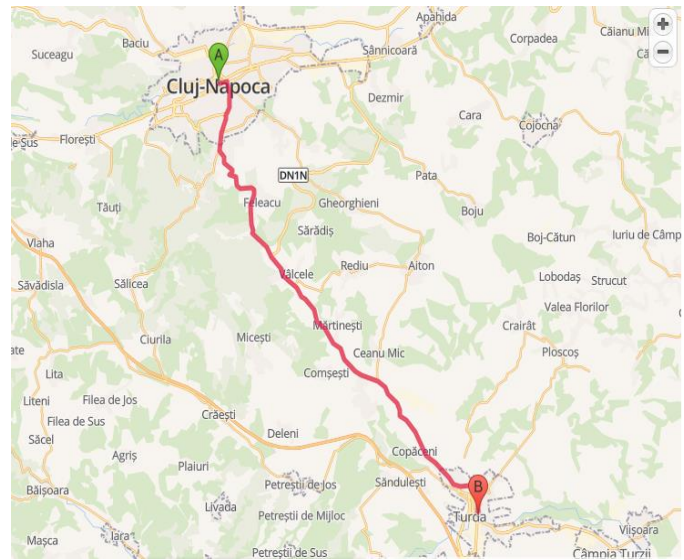 Apahida
Corpadea
Căianu Mi
+
Baciu
Sânnicoară
Suceagu
A
Că
−
Cluj-Napoca
Dezmir
Cara
Cojocna
Florești
e Sus
DN1N
Pata
Feleacu
Gheorghieni
Tăuți
Boju
Sărădiș
Boj-Cătun
Iuriu de Câmp
Vlaha
Rediu
Aiton
Vâlcele
Lobodaș
Strucut
Săvădisla
Sălicea
Valea Florilor
Mărtinești
Crairât
Ciurila
Micești
Ceanu Mic
Ploscoș
ate
Lita
Comșești
Liteni
Filea de Jos
Crăești
Filea de Sus
Săcel
Deleni
Agriș
Copăceni
Plaiuri
Săndulești
Băișoara
Petreștii de Jos
B
Livada
Petreștii de Mijloc
Turda
Iara
Viișoara
Mașca
Petreștii de Sus
Câmpia Turzii